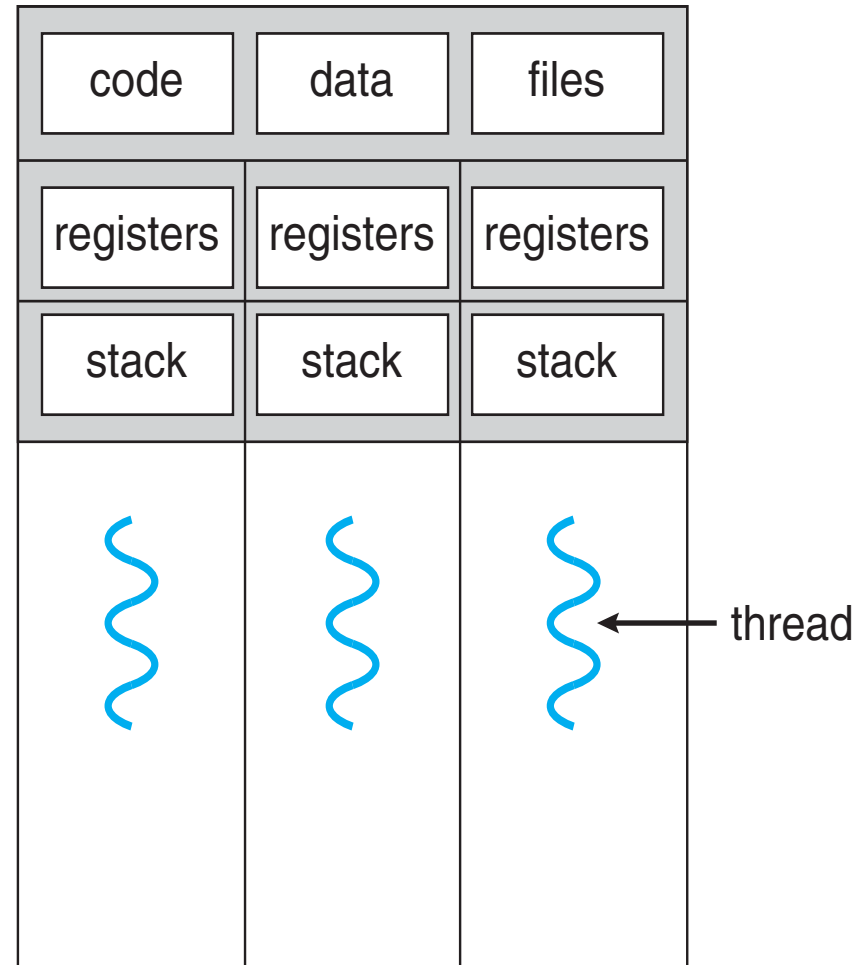 code data files
registers registers registers
stack stack stack
thread